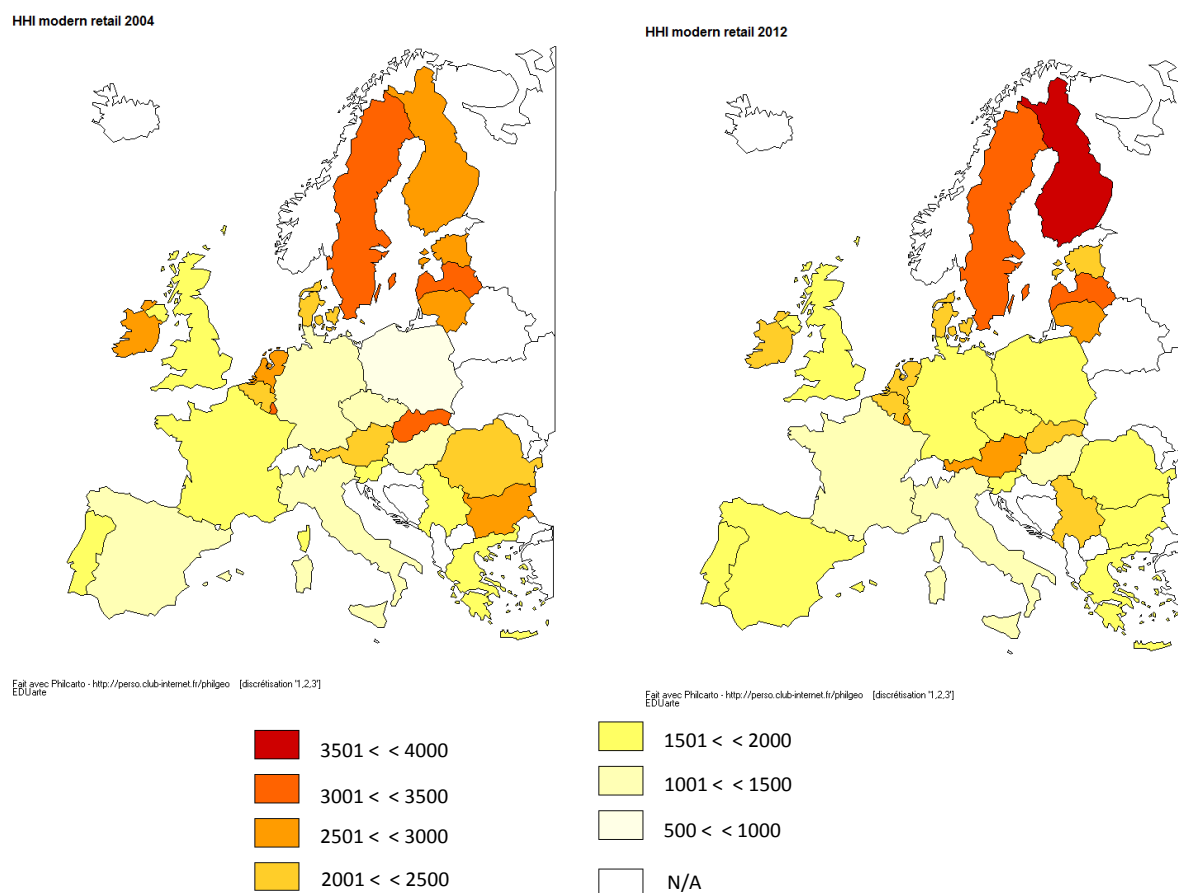 HHI modern retail 2004
HHI modern retail 2012
Fait avec Philcarto - http://perso.club-internet.fr/philgeo [discrétisation "1,2,3"]
EDUarte
Fait avec Philcarto - http://perso.club-internet.fr/philgeo [discrétisation "1,2,3"]
EDUarte
3501 < < 4000
3001 < < 3500
2501 < < 3000
2001 < < 2500
1501 < < 2000
1001 < < 1500
500 < < 1000
N/A